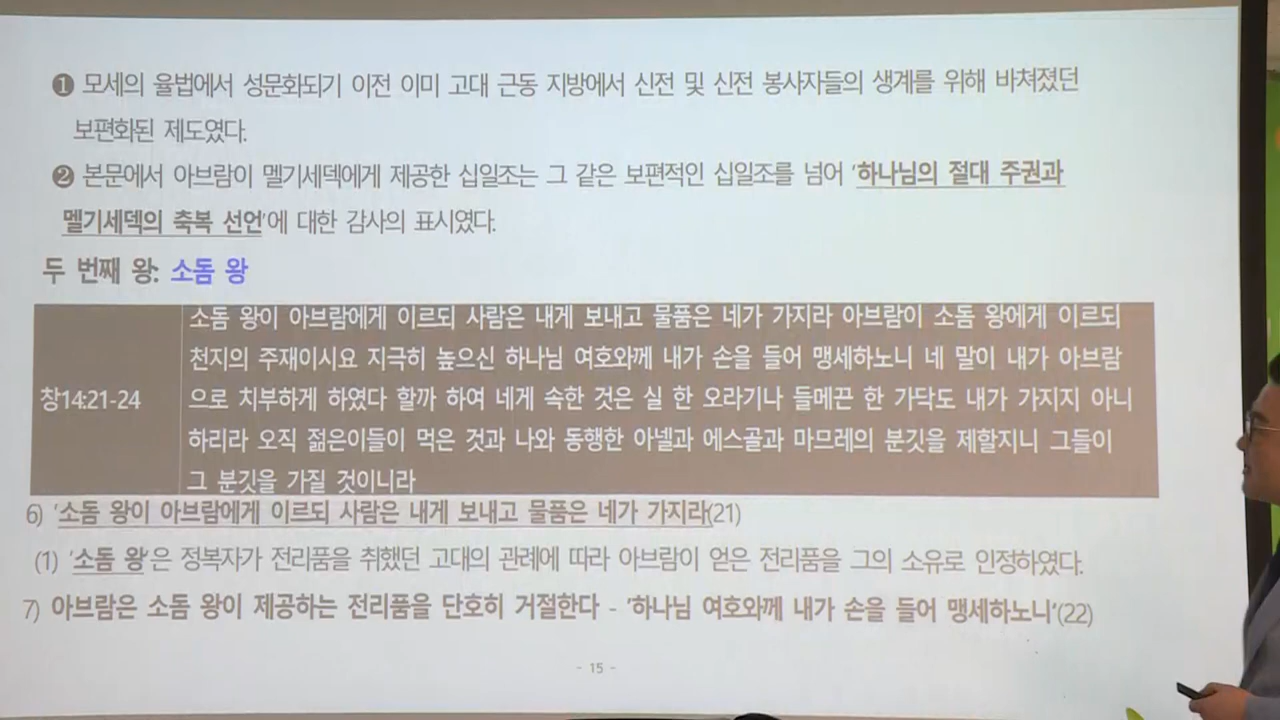 ❶ 모세의 율법에서 성문화되기 이전 이미 고대 근동 지방에서 신전 및 신전 봉사자들의 생계를 위해 바쳐졌던
보편화된 제도였다.
❷ 본문에서 아브람이 멜기세덱에게 제공한 십일조는 그 같은 보편적인 십일조를 넘어 '하나님의 절대 주권과
멜기세덱의 축복 선언'에 대한 감사의 표시였다.
두 번째 왕: 소돔 왕
소돔 왕이 아브람에게 이르되 사람은 내게 보내고 물품은 네가 가지라 아브람이 소돔 왕에게 이르되
천지의 주재이시요 지극히 높으신 하나님 여호와께 내가 손을 들어 맹세하노니 네 말이 내가 아브람
창14:21-24
으로 치부하게 하였다 할까 하여 네게 속한 것은 실 한 오라기나 들메끈 한 가닥도 내가 가지지 아니
하리라 오직 젊은이들이 먹은 것과 나와 동행한 아넬과 에스골과 마므레의 분깃을 제할지니 그들이
그 분깃을 가질 것이니라
6) '소돔 왕이 아브람에게 이르되 사람은 내게 보내고 물품은 네가 가지라(21)
(1) '소돔 왕'은 정복자가 전리품을 취했던 고대의 관례에 따라 아브람이 얻은 전리품을 그의 소유로 인정하였다.
7) 아브람은 소돔 왕이 제공하는 전리품을 단호히 거절한다 - '하나님 여호와께 내가 손을 들어 맹세하노니'(22)
- 15 -